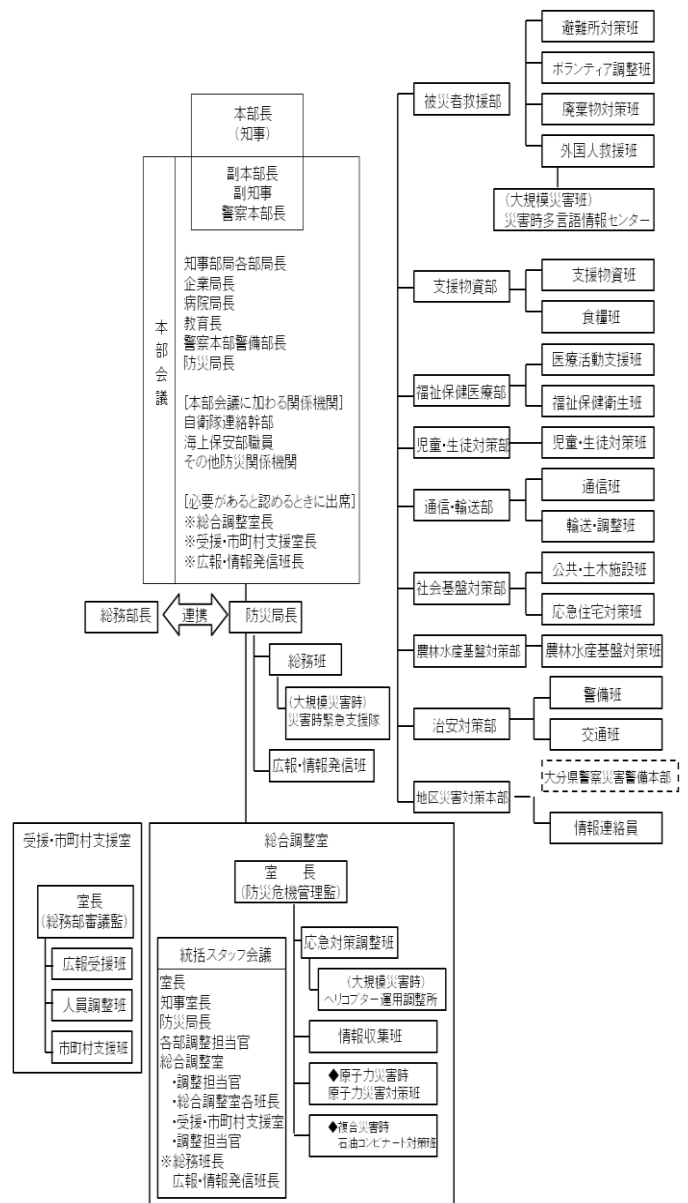 本部長
(知事)
副本部長
副知事
警察本部長
本部会議
知事部局各部局長
企業局長
病院局長
教育長
警察本部警備部長
防災局長
[本部会議に加わる関係機関]
自衛隊連絡幹部
海上保安部職員
その他防災関係機関
[必要があると認めるときに出席]
※総合調整室長
※受援・市町村支援室長
※広報・情報発信班長
総務部長
連携
防災局長
総務班
(大規模災害時)
災害時緊急支援隊
広報・情報発信班
受援・市町村支援室
室長
(総務部審議監)
広報受援班
人員調整班
市町村支援班
総合調整室
室 長
(防災危機管理監)
統括スタッフ会議
室長
知事室長
防災局長
各部調整担当官
総合調整室
・調整担当官
・総合調整室各班長
・受援・市町村支援室
・調整担当官
※総務班長
広報・情報発信班長
応急対策調整班
(大規模災害時)
ヘリコプター運用調整所
情報収集班
◆原子力災害時
原子力災害対策班
◆複合災害時
石油コンビナート対策班
被災者救援部
避難所対策班
ボランティア調整班
廃棄物対策班
外国人救援班
(大規模災害班)
災害時多言語情報センター
支援物資部
支援物資班
食糧班
福祉保健医療部
医療活動支援班
福祉保健衛生班
児童・生徒対策部
児童・生徒対策班
通信・輸送部
通信班
輸送・調整班
社会基盤対策部
公共・土木施設班
応急住宅対策班
農林水産基盤対策部
農林水産基盤対策班
治安対策部
警備班
交通班
大分県警察災害警備本部
地区災害対策本部
情報連絡員